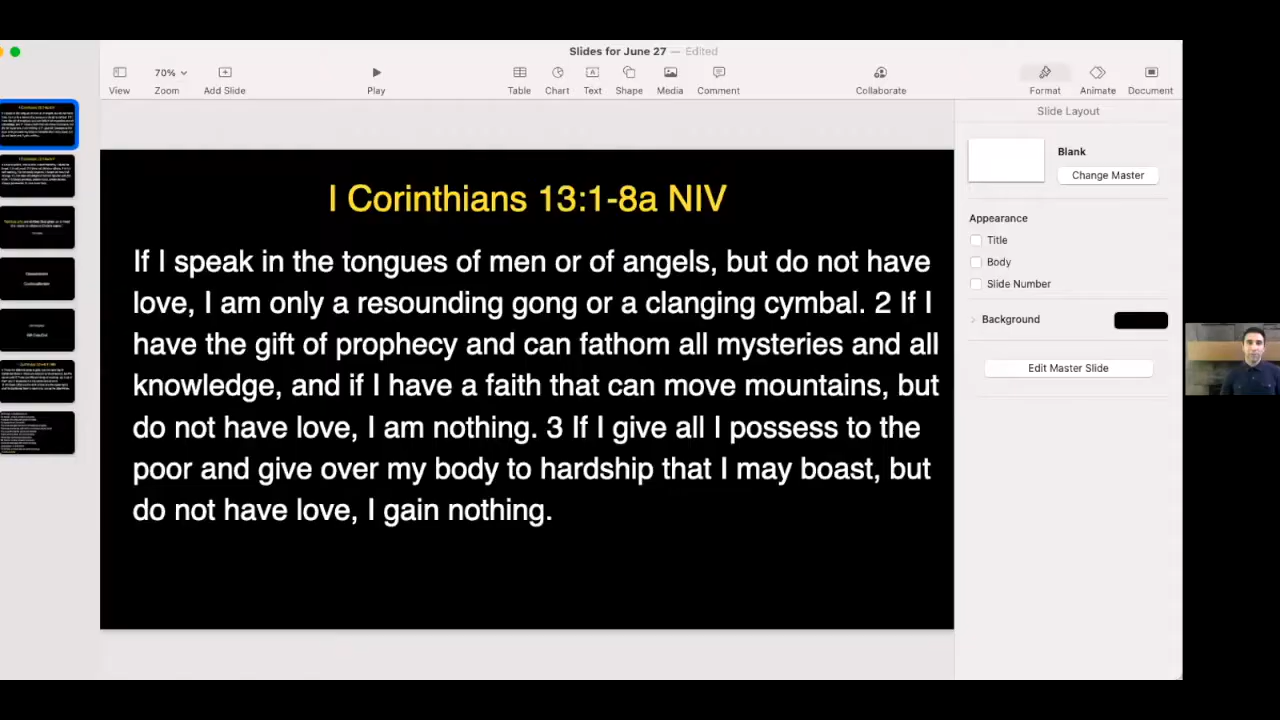 Slides for June 27 — Edited
View
70%
Zoom
Add Slide
Play
Table
Chart
Text
Shape
Media
Comment
Collaborate
Format
Animate
Document
Slide Layout
Blank
Change Master
Appearance
Title
Body
Slide Number
Background
Edit Master Slide
I Corinthians 13:1-8a NIV
If I speak in the tongues of men or of angels, but do not have
love, I am only a resounding gong or a clanging cymbal. 2 If I
have the gift of prophecy and can fathom all mysteries and all
knowledge, and if I have a faith that can move mountains, but
do not have love, I am nothing. 3 If I give all I possess to the
poor and give over my body to hardship that I may boast, but
do not have love, I gain nothing.